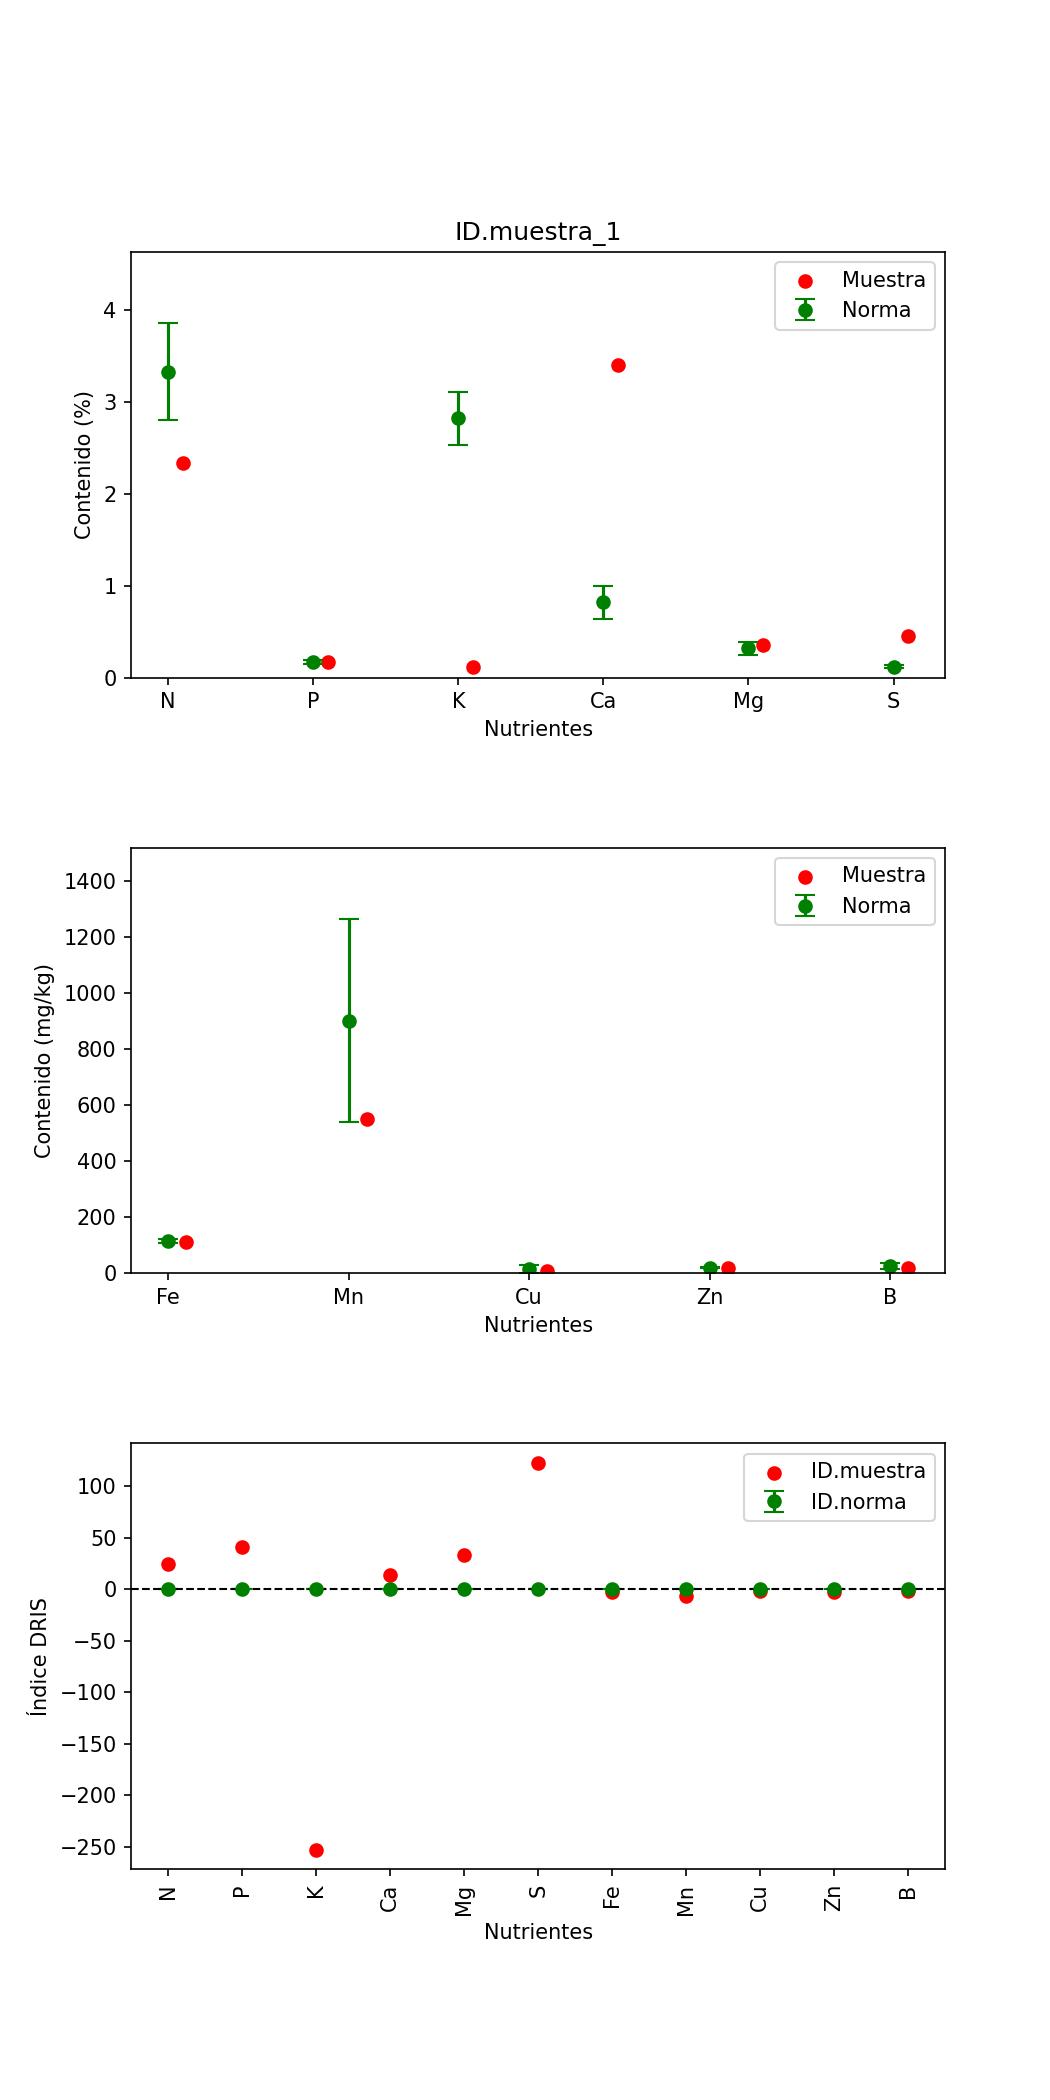 ID.muestra_1
Contenido (%)
4
3
2
1
0
Muestra
Norma
N P K Ca Mg S
Nutrientes
Contenido (mg/kg)
1400
1200
1000
800
600
400
200
0
Muestra
Norma
Fe Mn Cu Zn B
Nutrientes
Índice DRIS
100
50
0
−50
−100
−150
−200
−250
ID.muestra
ID.norma
N P K Ca Mg S Fe Mn Cu Zn B
Nutrientes